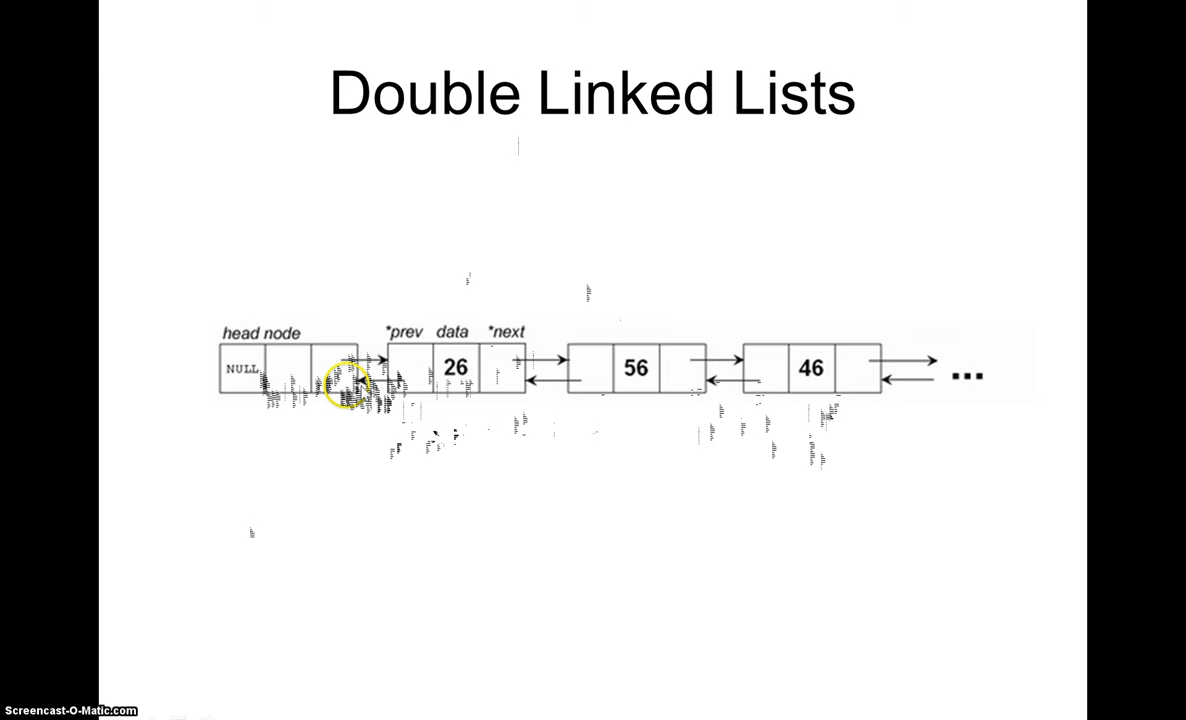 Double Linked Lists
head node *prev data *next
NULL 26 56 46 ...
Screencast-O-Matic.com